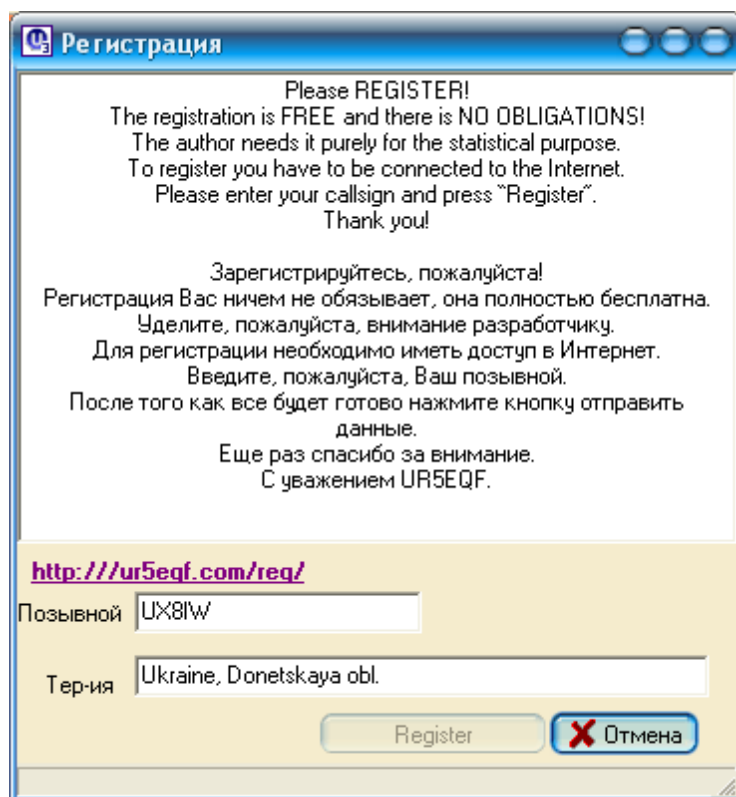 Регистрация
Please REGISTER!
The registration is FREE and there is NO OBLIGATIONS!
The author needs it purely for the statistical purpose.
To register you have to be connected to the Internet.
Please enter your callsign and press "Register".
Thank you!
Зарегистрируйтесь, пожалуйста!
Регистрация Вас ничем не обязывает, она полностью бесплатна.
Уделите, пожалуйста, внимание разработчику.
Для регистрации необходимо иметь доступ в Интернет.
Введите, пожалуйста, Ваш позывной.
После того как все будет готово нажмите кнопку отправить
данные.
Еще раз спасибо за внимание.
С уважением UR5EQF.
http:///ur5eqf.com/reg/
Позывной UX8IW
Тер-ия Ukraine, Donetskaya obl.
Register Отмена